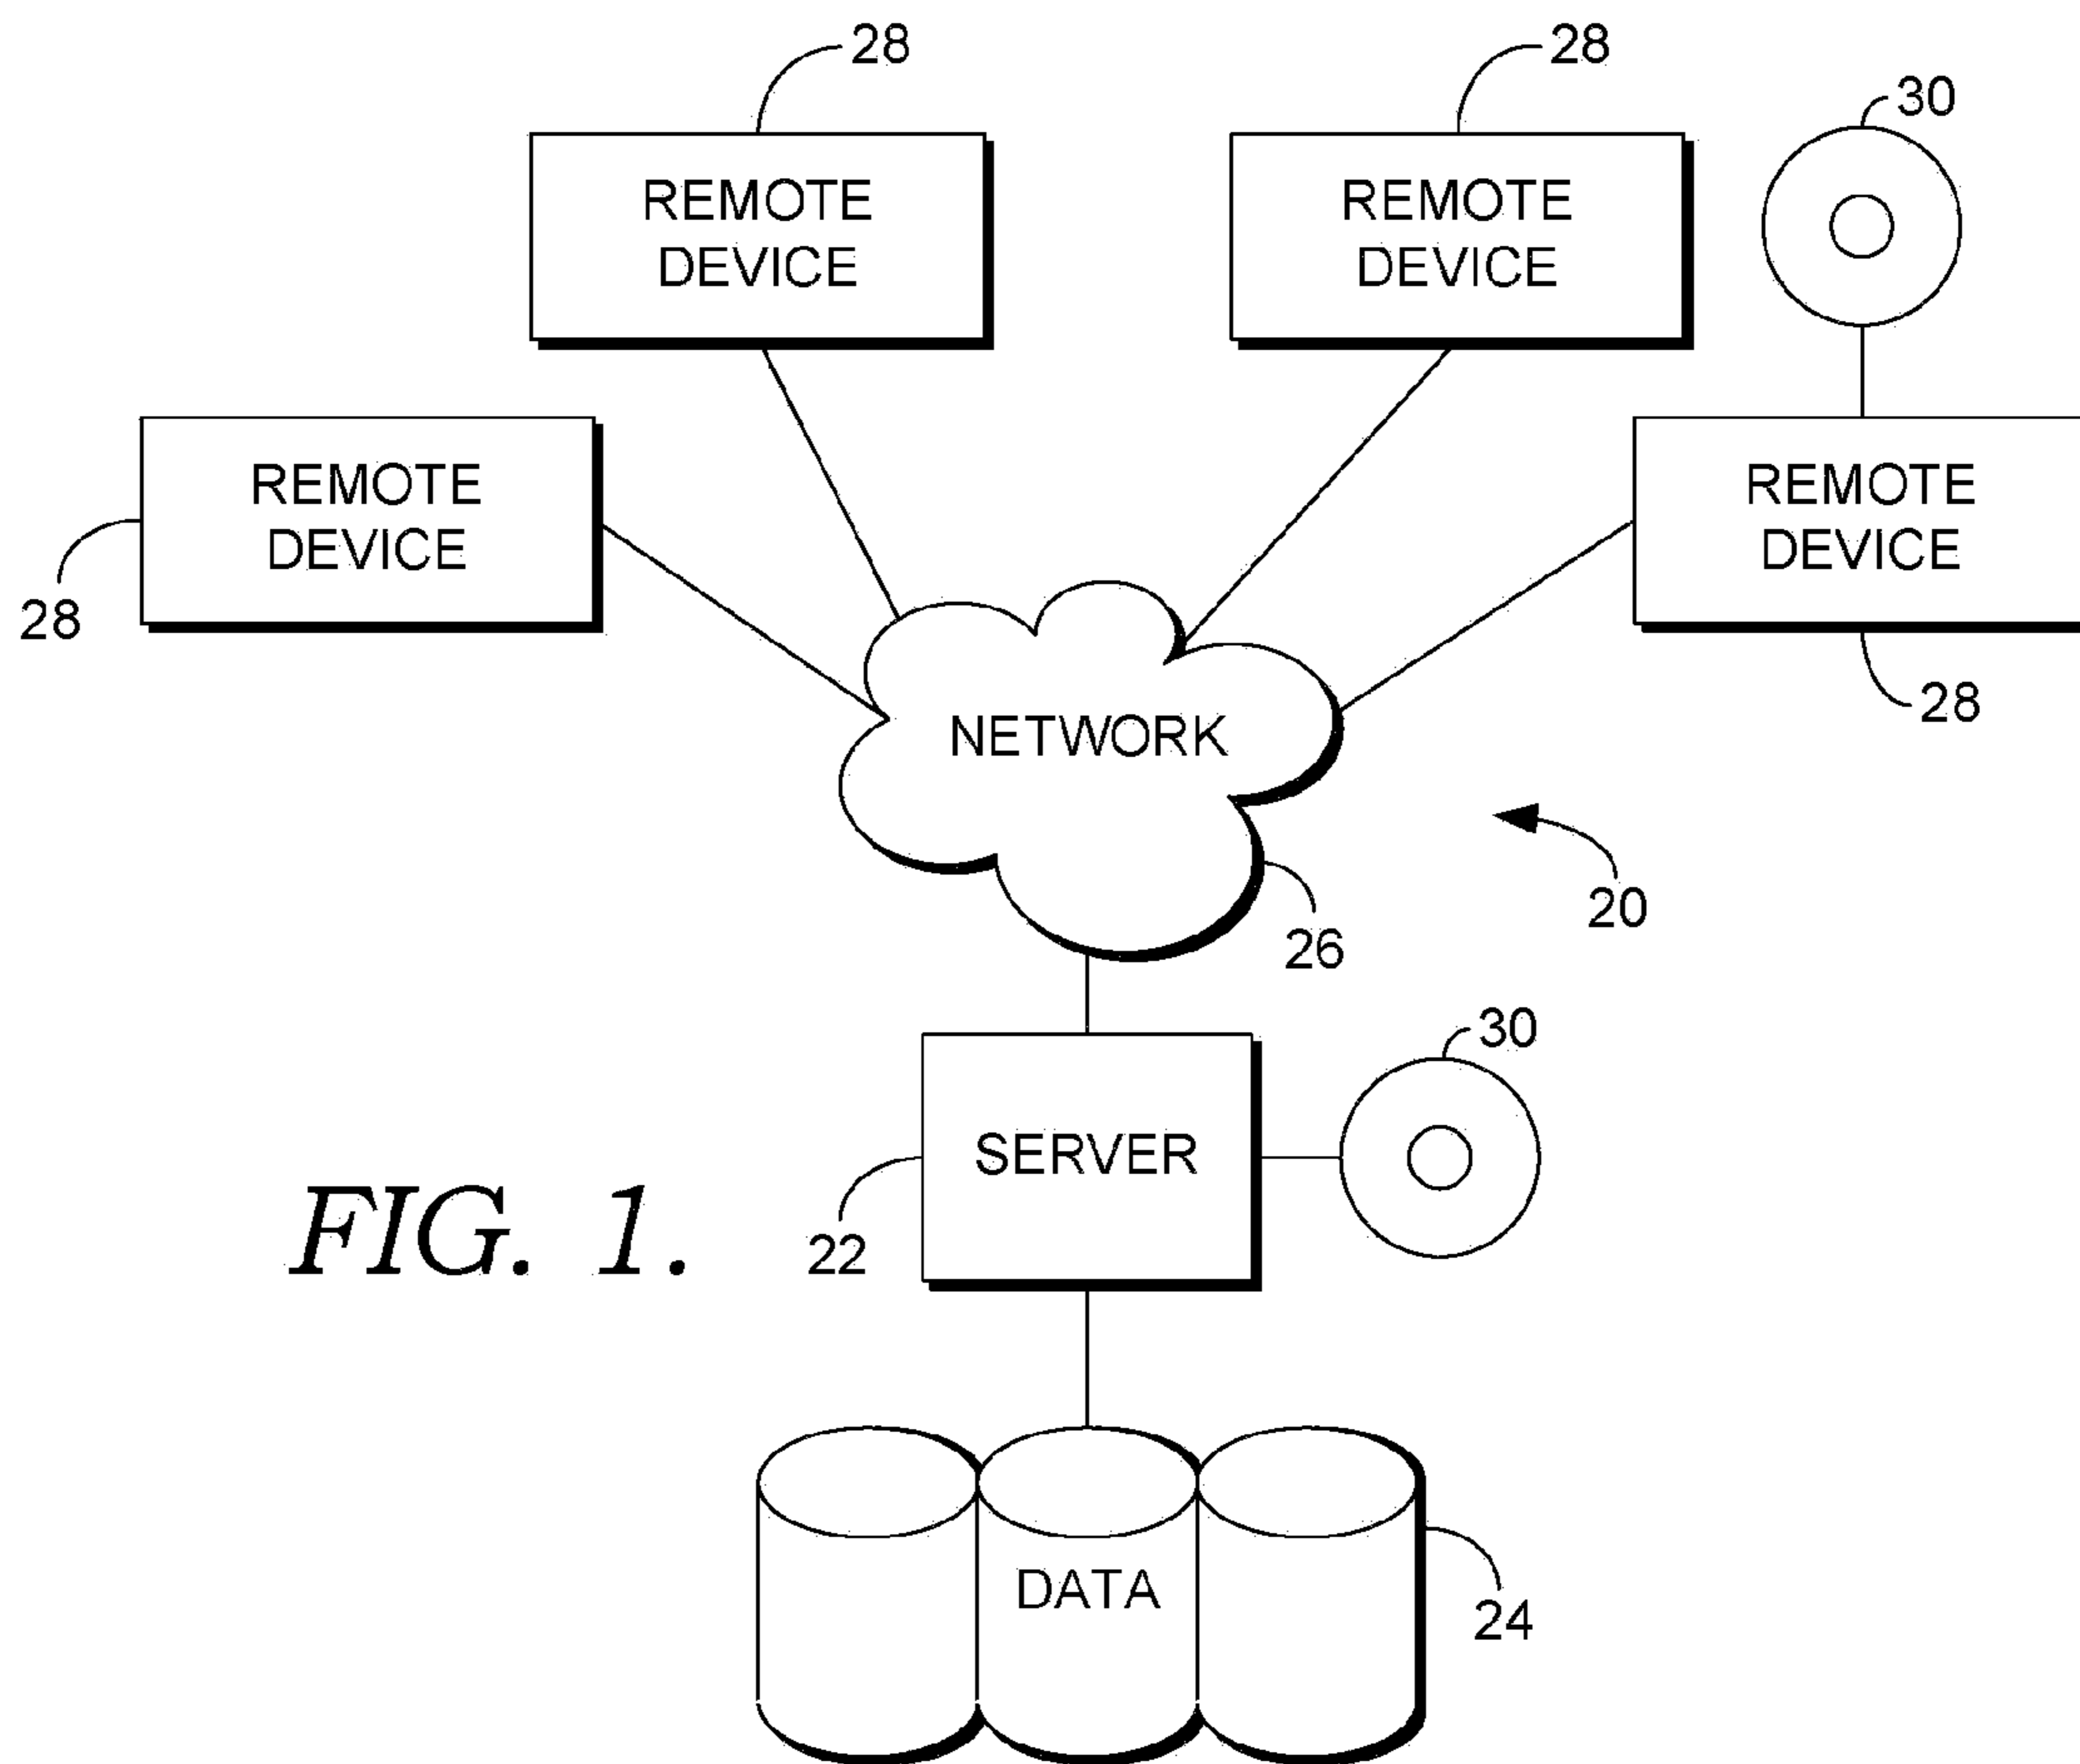 28
28
30
REMOTE
DEVICE
REMOTE
DEVICE
REMOTE
DEVICE
REMOTE
DEVICE
28
28
NETWORK
20
26
30
SERVER
22
FIG. 1.
DATA
24